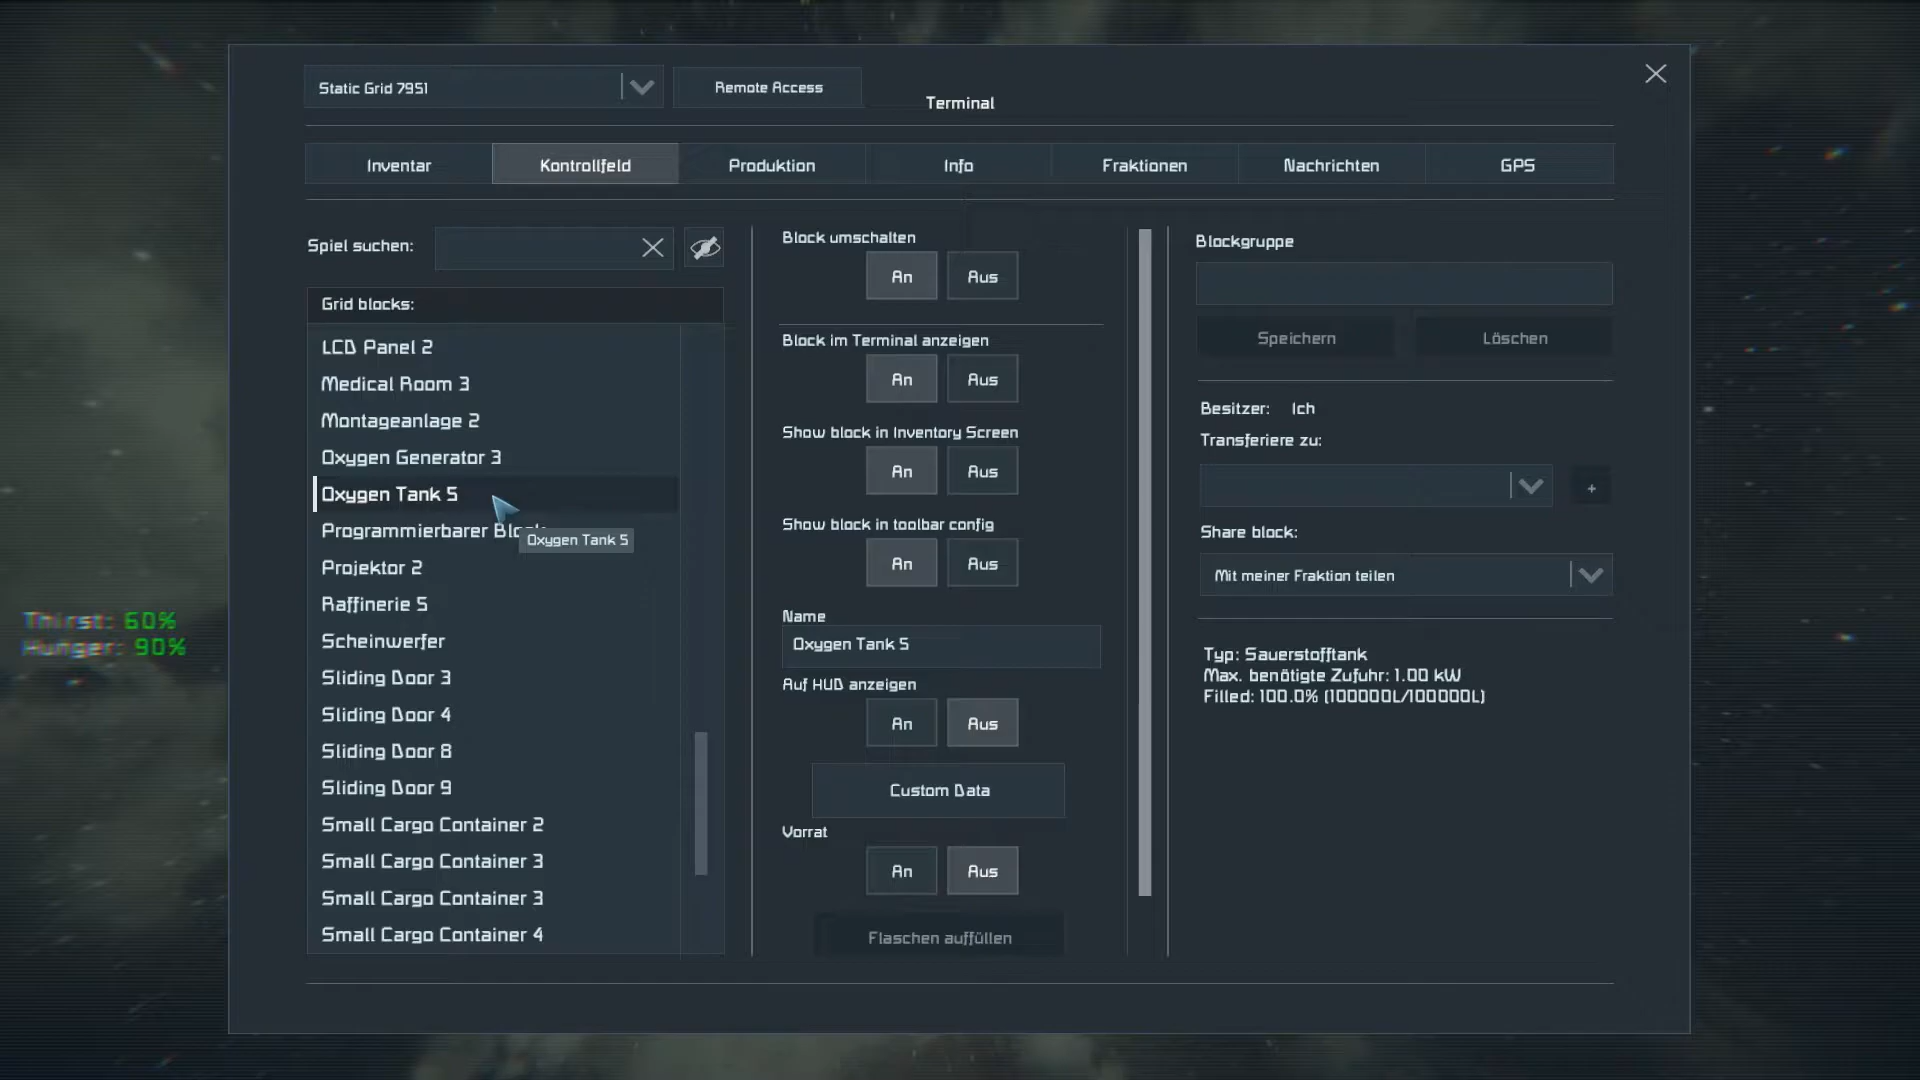 Static Grid 7951
Remote Access
Terminal
Inventar
Kontrollfeld
Produktion
Info
Fraktionen
Nachrichten
GPS
Spiel suchen:
Grid blocks:
LCD Panel 2
Medical Room 3
Montageanlage 2
Oxygen Generator 3
Oxygen Tank 5
Programmierbarer Block
Oxygen Tank 5
Projektor 2
Raffinerie 5
Scheinwerfer
Sliding Door 3
Sliding Door 4
Sliding Door 8
Sliding Door 9
Small Cargo Container 2
Small Cargo Container 3
Small Cargo Container 3
Small Cargo Container 4
Block umschalten
An Aus
Block im Terminal anzeigen
An Aus
Show block in Inventory Screen
An Aus
Show block in toolbar config
An Aus
Name
Oxygen Tank 5
Auf HUD anzeigen
An Aus
Custom Data
Vorrat
An Aus
Flaschen auffüllen
Blockgruppe
Speichern Löschen
Besitzer: Ich
Transferiere zu:
+
Share block:
Mit meiner Fraktion teilen
Typ: Sauerstofftank
Max. benötigte Zufuhr: 1.00 kW
Filled: 100.0% (100000L/100000L)
Thirst: 60%
Hunger: 90%